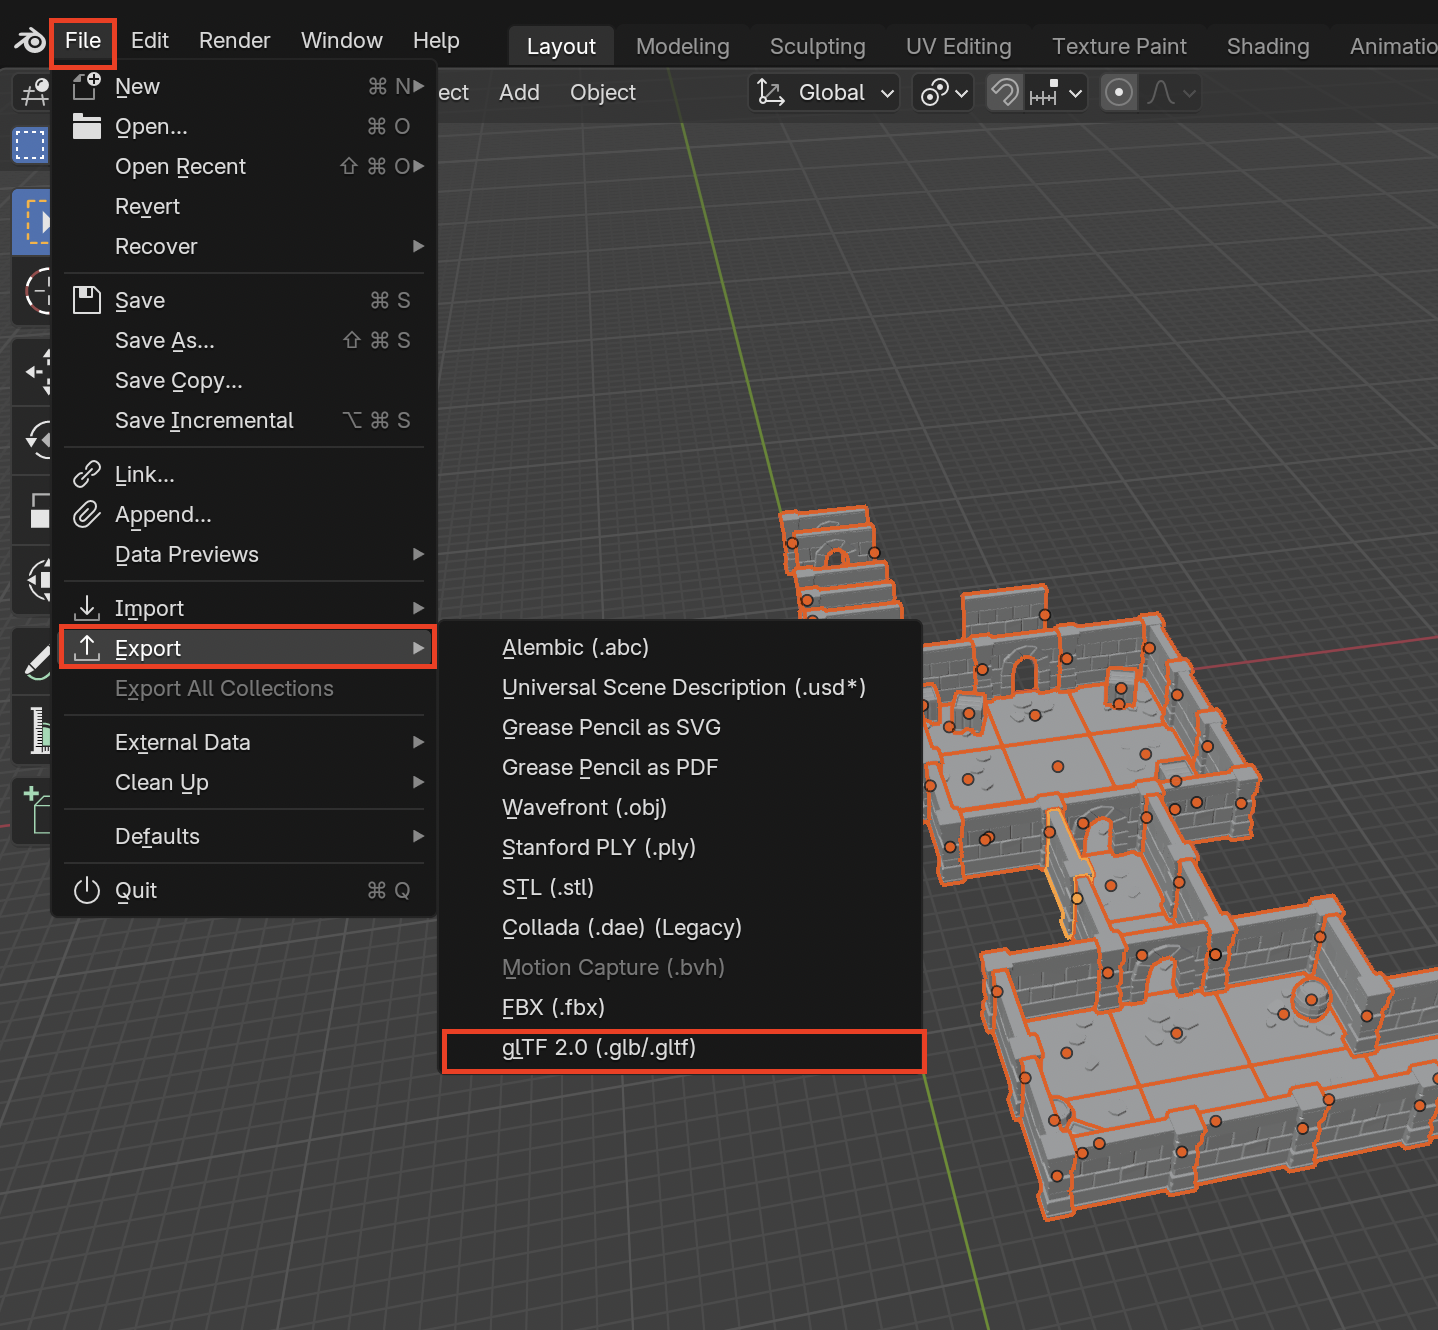 File Edit Render Window Help Layout Modeling Sculpting UV Editing Texture Paint Shading Animatio
ect Add Object Global
New ⌘ N
Open... ⌘ O
Open Recent ⇧ ⌘ O
Revert
Recover
Save ⌘ S
Save As... ⇧ ⌘ S
Save Copy... 
Save Incremental ⌥ ⌘ S
Link...
Append...
Data Previews
Import
Export
Export All Collections
External Data
Clean Up
Defaults
Quit ⌘ Q
Alembic (.abc)
Universal Scene Description (.usd*)
Grease Pencil as SVG
Grease Pencil as PDF
Wavefront (.obj)
Stanford PLY (.ply)
STL (.stl)
Collada (.dae) (Legacy)
Motion Capture (.bvh)
FBX (.fbx)
glTF 2.0 (.glb/.gltf)